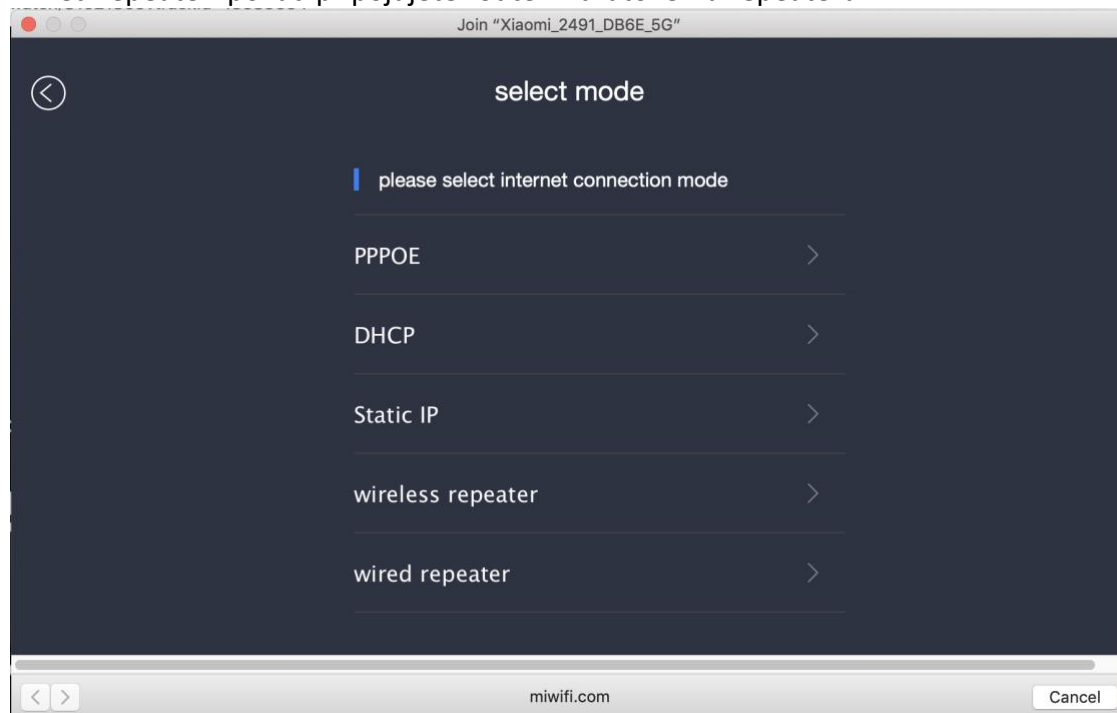 Join “Xiaomi_2491_DB6E_5G”
select mode
please select internet connection mode
PPPOE
DHCP
Static IP
wireless repeater
wired repeater
miwifi.com
Cancel